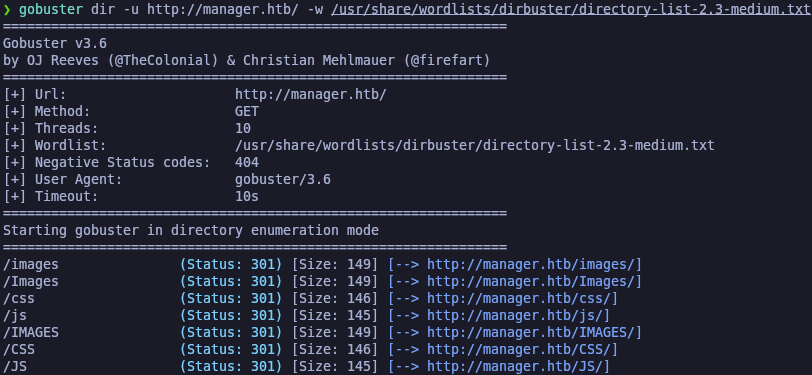 ❯ gobuster dir -u http://manager.htb/ -w /usr/share/wordlists/dirbuster/directory-list-2.3-medium.txt
===============================================================
Gobuster v3.6
by OJ Reeves (@TheColonial) & Christian Mehlmauer (@firefart)
===============================================================
[+] Url:                     http://manager.htb/
[+] Method:                  GET
[+] Threads:                 10
[+] Wordlist:                /usr/share/wordlists/dirbuster/directory-list-2.3-medium.txt
[+] Negative Status codes:   404
[+] User Agent:              gobuster/3.6
[+] Timeout:                 10s
===============================================================
Starting gobuster in directory enumeration mode
===============================================================
/images               (Status: 301) [Size: 149] [--> http://manager.htb/images/]
/Images               (Status: 301) [Size: 149] [--> http://manager.htb/Images/]
/css                  (Status: 301) [Size: 146] [--> http://manager.htb/css/]
/js                   (Status: 301) [Size: 145] [--> http://manager.htb/js/]
/IMAGES               (Status: 301) [Size: 149] [--> http://manager.htb/IMAGES/]
/CSS                  (Status: 301) [Size: 146] [--> http://manager.htb/CSS/]
/JS                   (Status: 301) [Size: 145] [--> http://manager.htb/JS/]